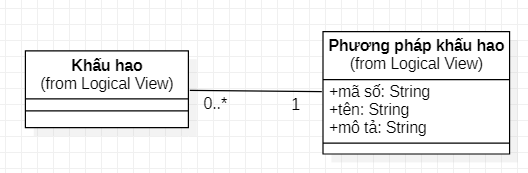 Khấu hao
(from Logical View)
0..*
1
Phương pháp khấu hao
(from Logical View)
+mã số: String
+tên: String
+mô tả: String